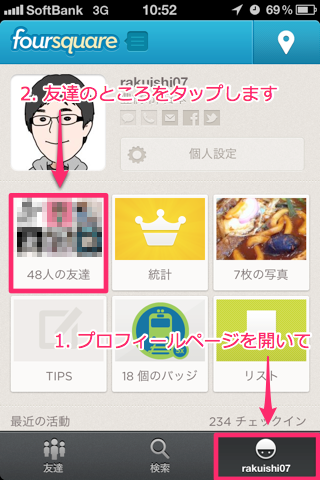 SoftBank 3G 10:52 69%
foursquare
rakuishi07
2. 友達のところをタップします
個人設定
48人の友達 統計 7枚の写真
1. プロフィールページを開いて
TIPS 18 個のバッジ リスト
最近の活動 234 チェックイン
友達 検索 rakuishi07